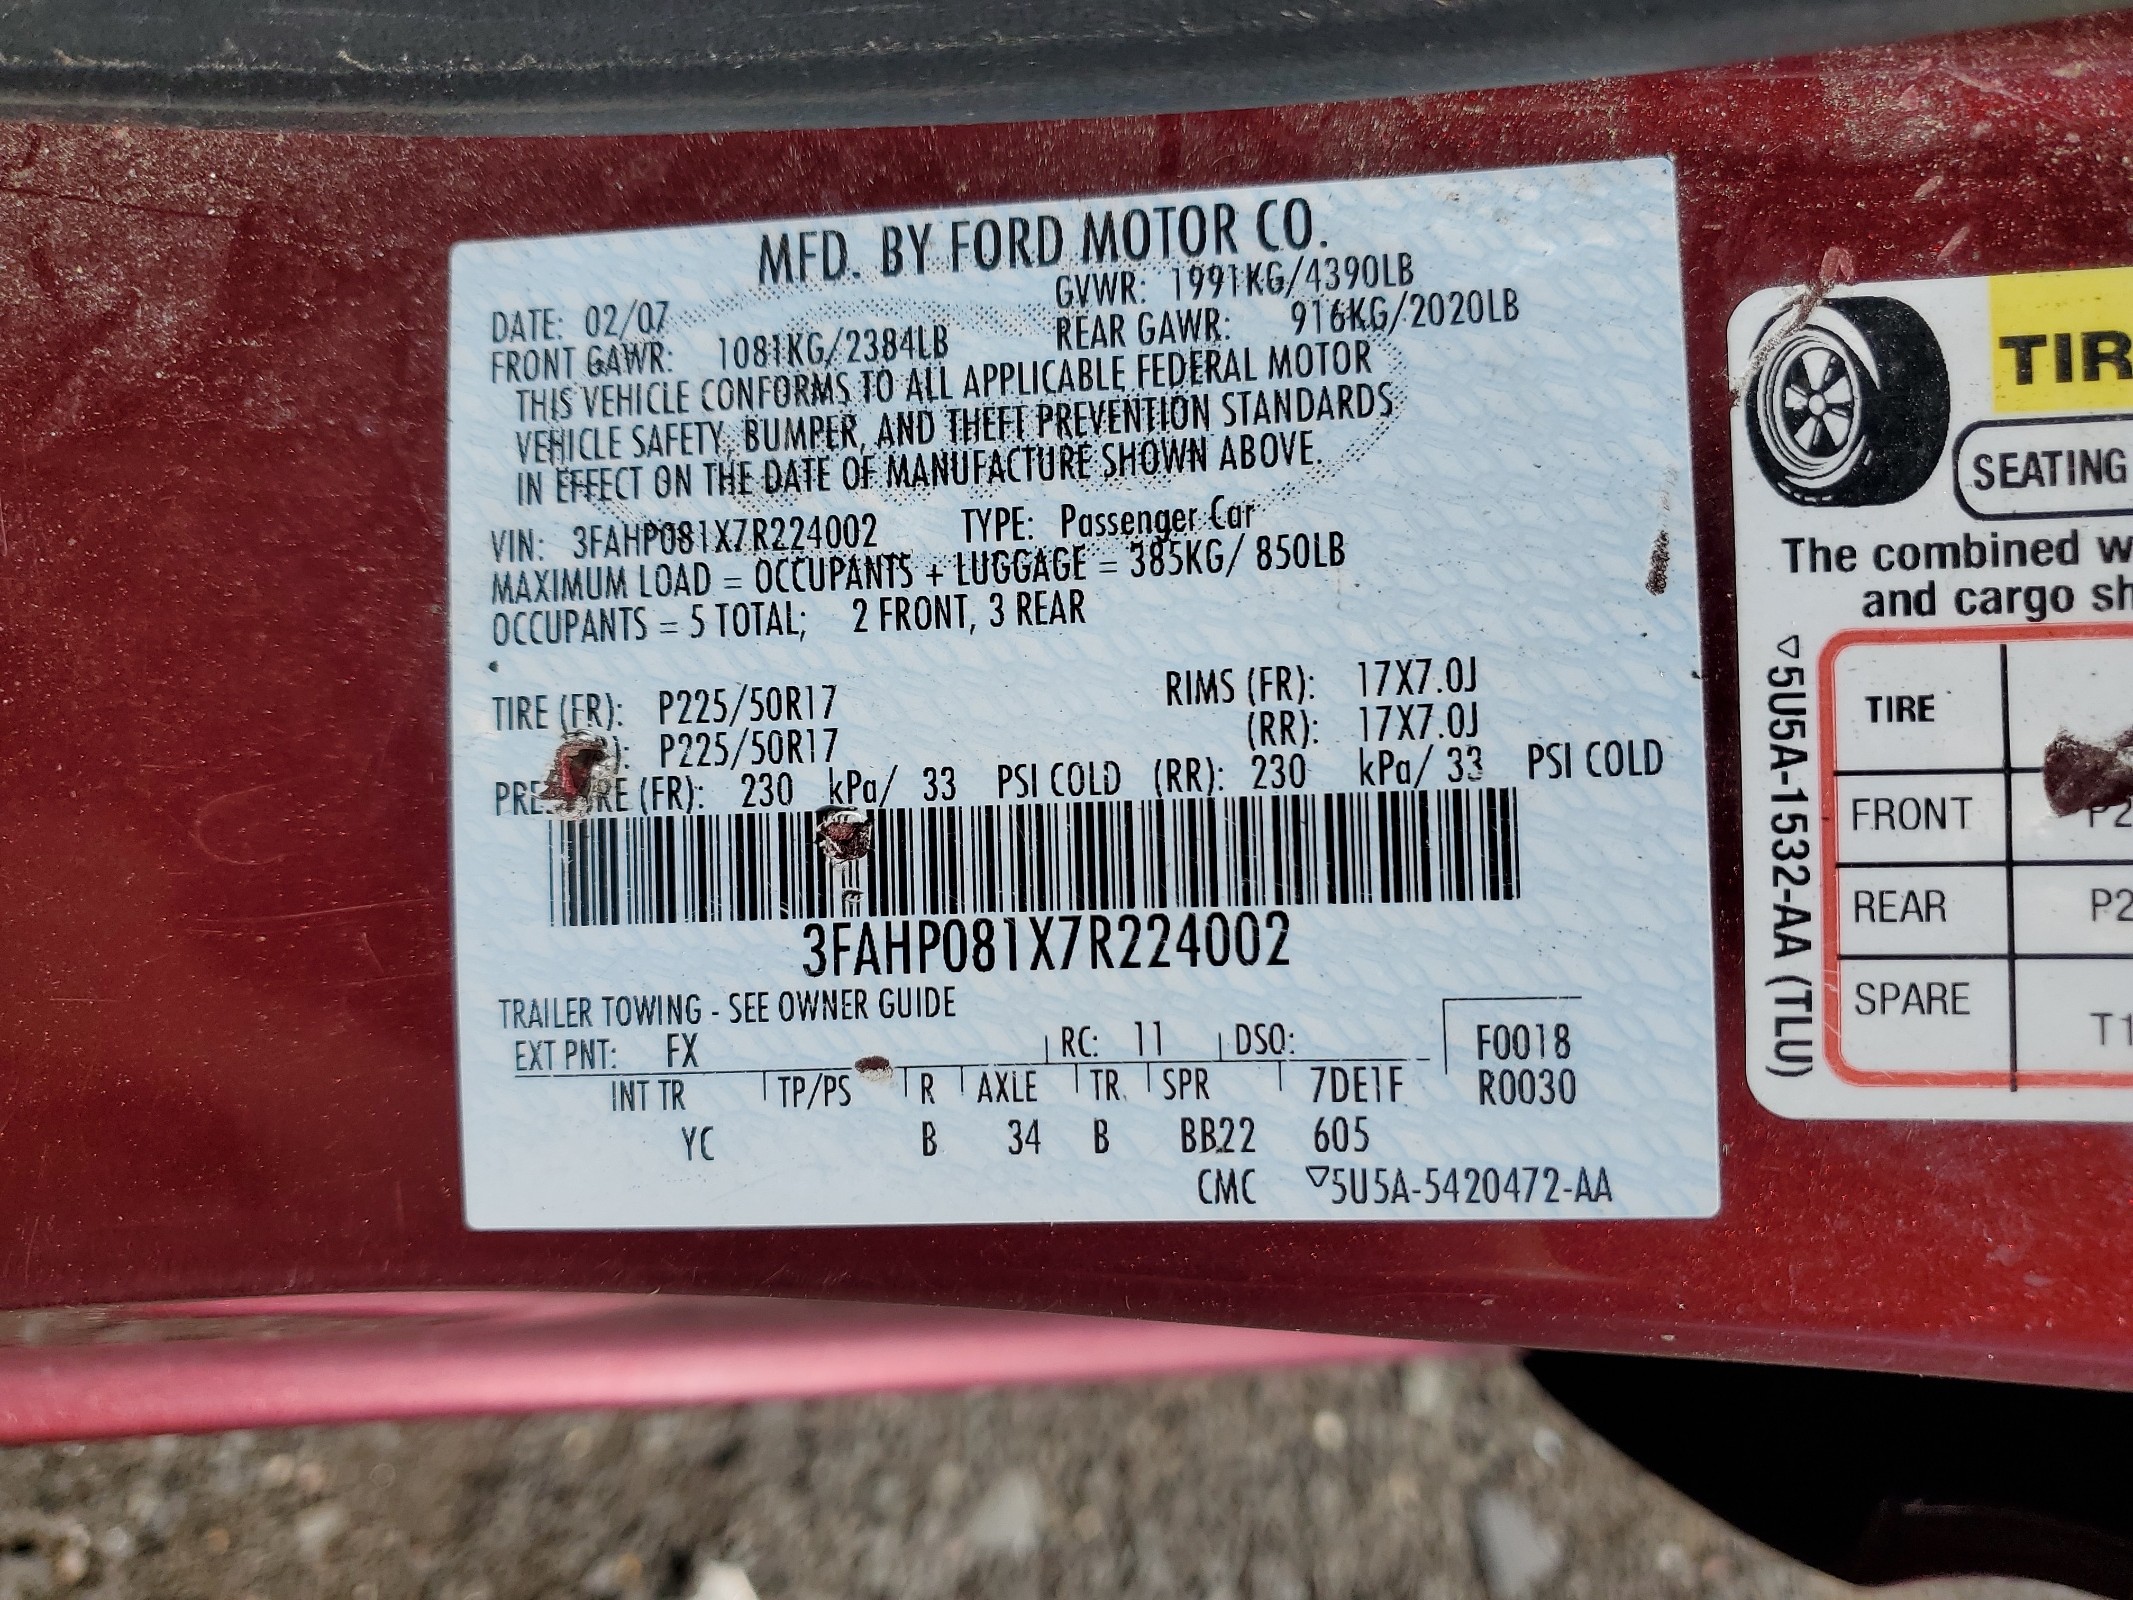 MFD. BY FORD MOTOR CO.
DATE: 02/07 GVWR: 1991KG/4390LB
FRONT GAWR: 1081KG/2384LB REAR GAWR: 916KG/2020LB
THIS VEHICLE CONFORMS TO ALL APPLICABLE FEDERAL MOTOR
VEHICLE SAFETY, BUMPER, AND THEFT PREVENTION STANDARDS
IN EFFECT ON THE DATE OF MANUFACTURE SHOWN ABOVE.
VIN: 3FAHP081X7R224002 TYPE: Passenger Car
MAXIMUM LOAD = OCCUPANTS + LUGGAGE = 385KG/ 850LB
OCCUPANTS = 5 TOTAL; 2 FRONT, 3 REAR
TIRE (FR): P225/50R17 RIMS (FR): 17X7.0J
P225/50R17 (RR): 17X7.0J
(FR): 230 kPa/ 33 PSI COLD (RR): 230 kPa/ 33 PSI COLD
3FAHP081X7R224002
TRAILER TOWING - SEE OWNER GUIDE
EXT PNT: FX RC: 11 DSO: F0018
INT TR TP/PS R AXLE TR SPR 7DE1F R0030
YC B 34 B BB22 605
CMC ▽5U5A-5420472-AA
TIR
SEATING
The combined w
and cargo sh
TIRE
FRONT P2
REAR P2
SPARE T1
▽5U5A-1532-AA (TLU)